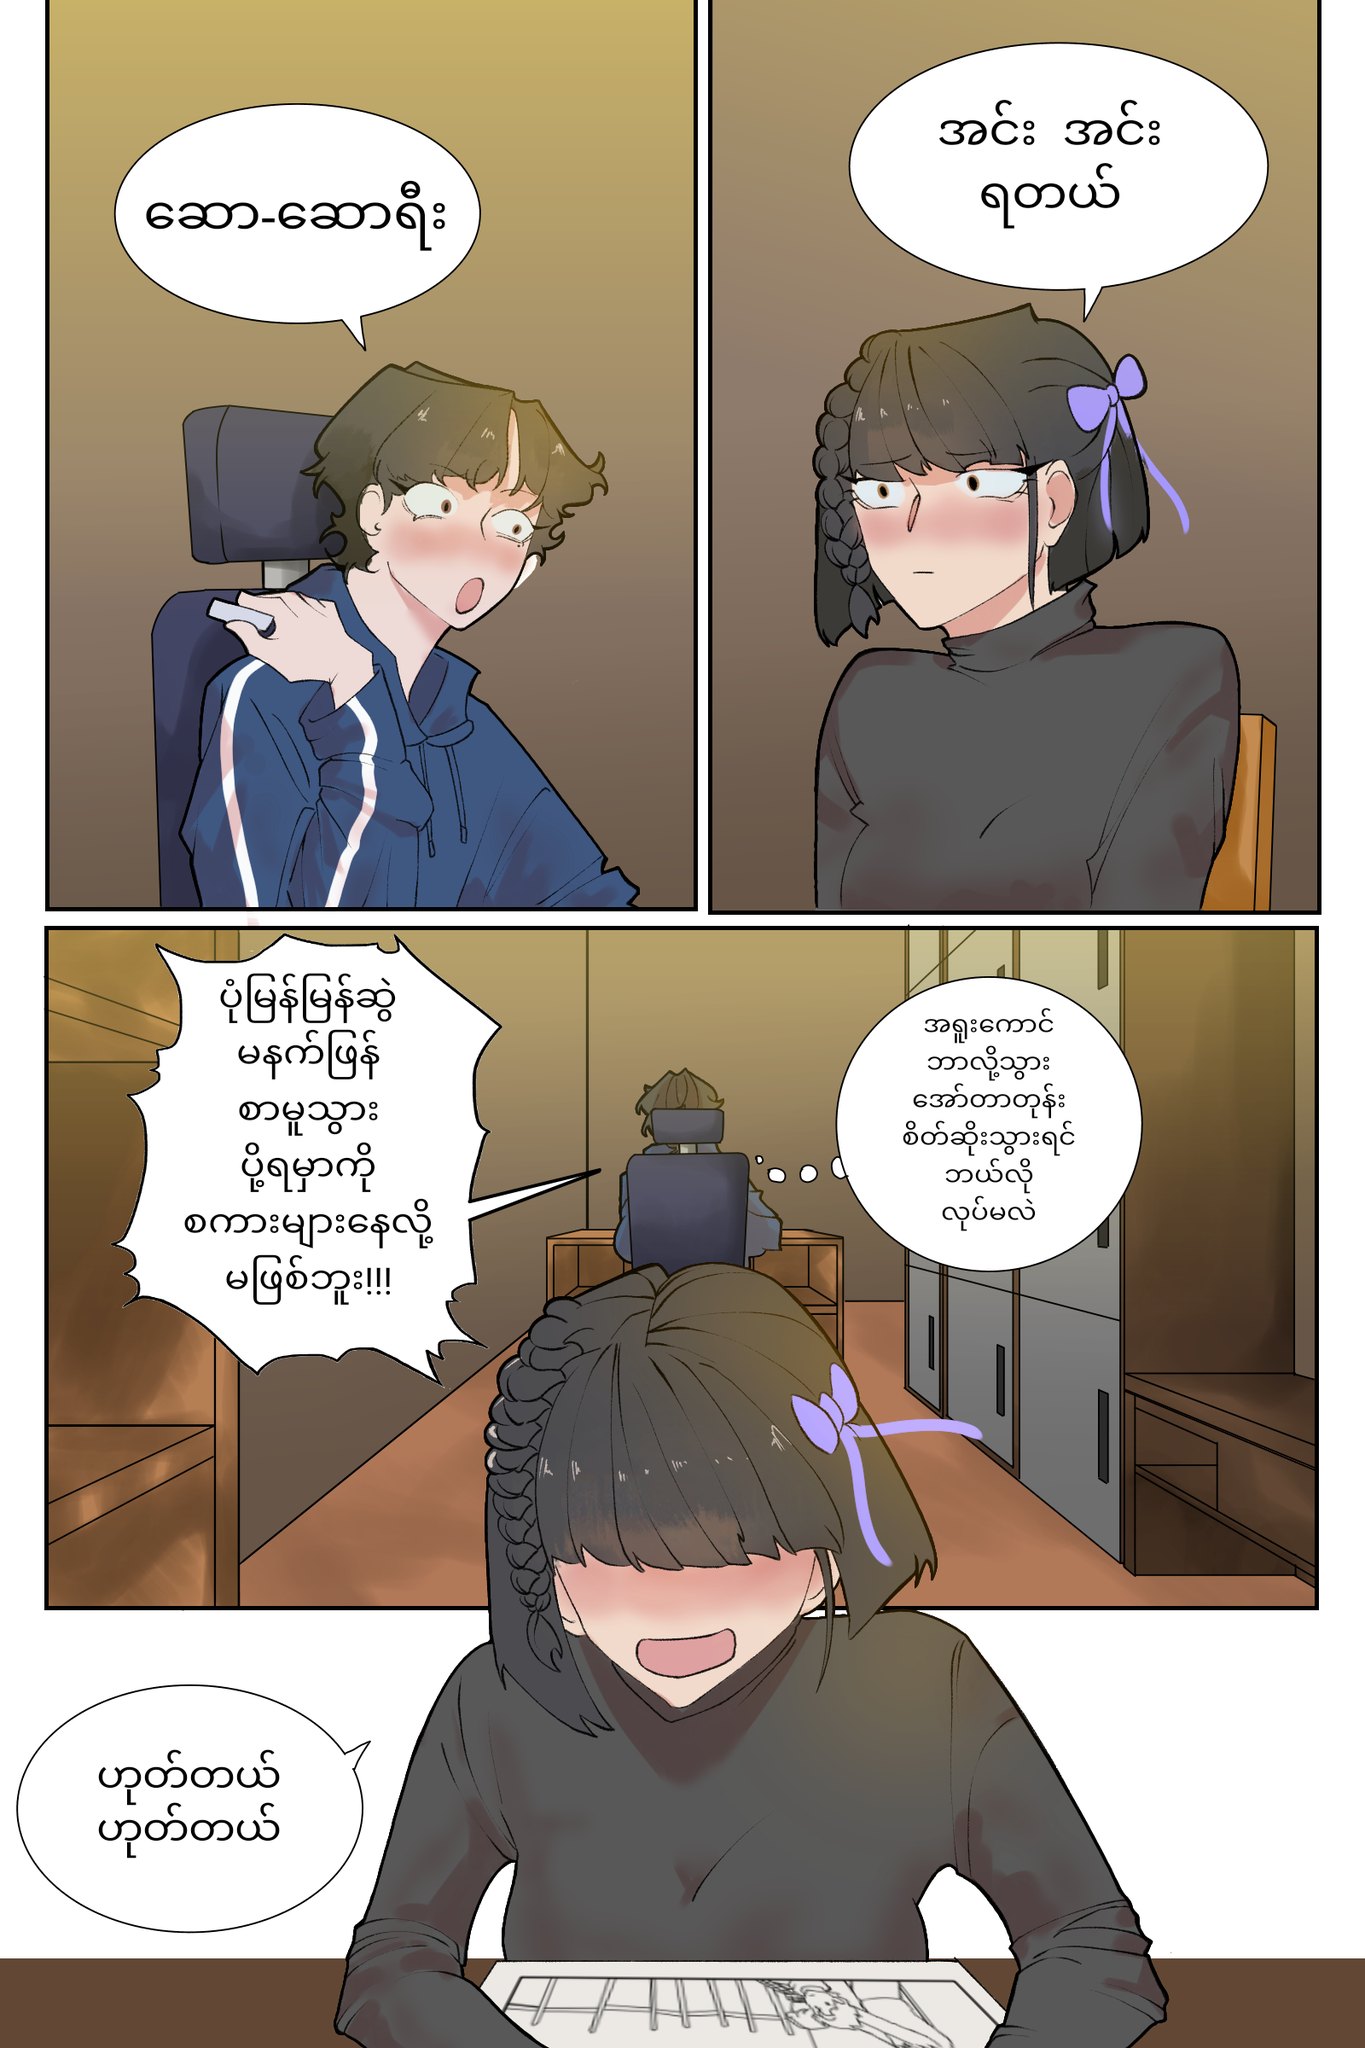 ဆော-ဆောရီး
အင်း အင်း
ရတယ်
ပုံမြန်မြန်ဆွဲ
မနက်ဖြန်
စာမူသွား
ပို့ရမှာကို
စကားများနေလို့
မဖြစ်ဘူး!!!
အရူးကောင်
ဘာလို့သွား
အော်တာတုန်း
စိတ်ဆိုးသွားရင်
ဘယ်လို
လုပ်မလဲ
ဟုတ်တယ်
ဟုတ်တယ်